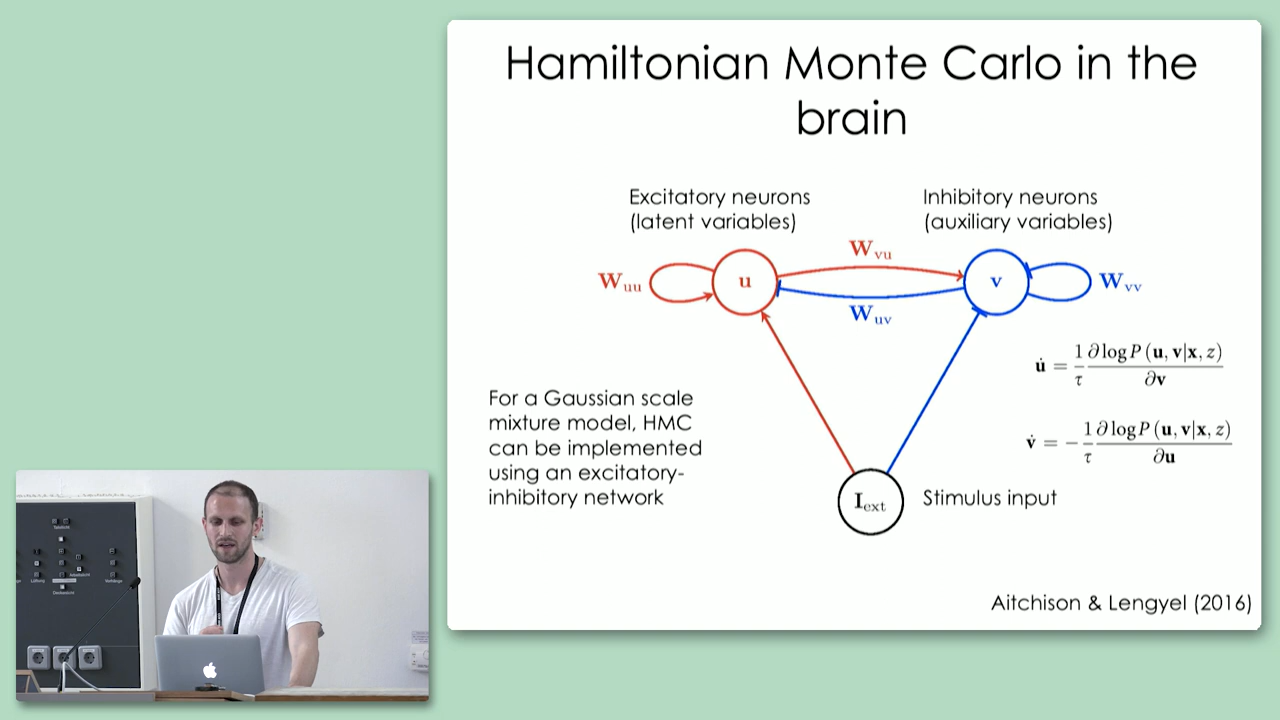 Hamiltonian Monte Carlo in the
brain
Excitatory neurons
(latent variables)
Inhibitory neurons
(auxiliary variables)
W_vu
W_uu
u
v
W_vv
W_uv
u̇ = 1/τ ∂ log P (u, v|x, z)/∂v
For a Gaussian scale
mixture model, HMC
can be implemented
using an excitatory-
inhibitory network
v̇ = − 1/τ ∂ log P (u, v|x, z)/∂u
I_ext
Stimulus input
Aitchison & Lengyel (2016)